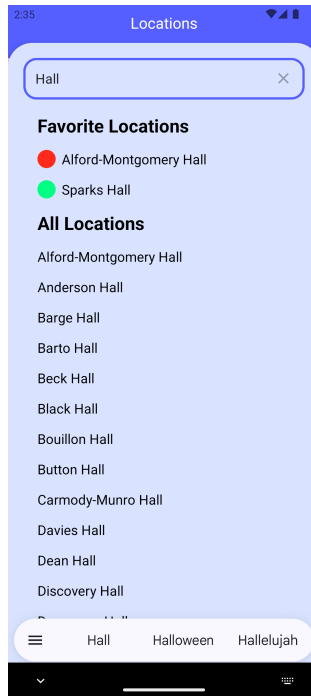 2:35
Locations
Hall
Favorite Locations
Alford-Montgomery Hall
Sparks Hall
All Locations
Alford-Montgomery Hall
Anderson Hall
Barge Hall
Barto Hall
Beck Hall
Black Hall
Bouillon Hall
Button Hall
Carmody-Munro Hall
Davies Hall
Dean Hall
Discovery Hall
Hall Halloween Hallelujah